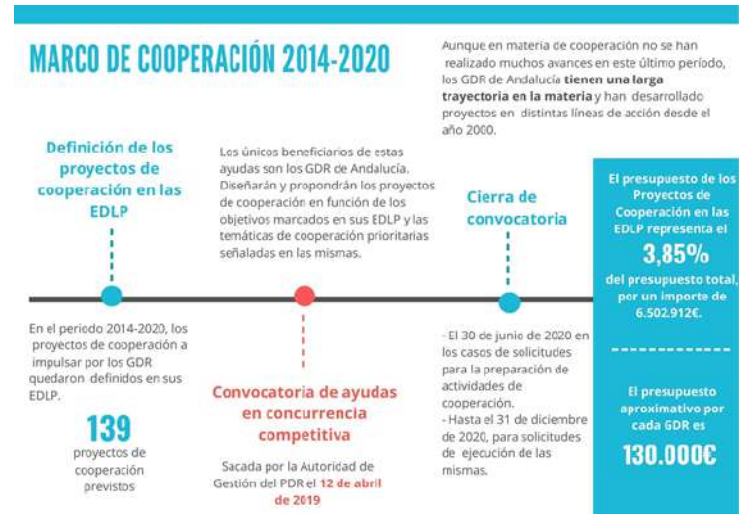 MARCO DE COOPERACIÓN 2014-2020
Aunque en materia de cooperación no se han
realizado muchos avances en este último período,
los GDR de Andalucía tienen una larga
trayectoria en la materia y han desarrollado
proyectos en distintas líneas de acción desde el
año 2000.
Definición de los
proyectos de
cooperación en las
EDLP
Los únicos beneficiarios de estas
ayudas son los GDR de Andalucía.
Diseñarán y propondrán los proyectos
de cooperación en función de los
objetivos marcados en sus EDLP y las
temáticas de cooperación prioritarias
señaladas en las mismas.
Cierra de
convocatoria
El presupuesto de los
Proyectos de
Cooperación en las
EDLP representa el
3,85%
del presupuesto total,
por un importe de
6.502.912€.
En el periodo 2014-2020, los
proyectos de cooperación a
impulsar por los GDR
quedaron definidos en sus
EDLP.
139
proyectos de
cooperación
previstos
Convocatoria de ayudas
en concurrencia
competitiva
Sacada por la Autoridad de
Gestión del PDR el 12 de abril
de 2019
- El 30 de junio de 2020 en
los casos de solicitudes
para la preparación de
actividades de
cooperación.
- Hasta el 31 de diciembre
de 2020, para solicitudes
de ejecución de las
mismas.
El presupuesto
aproximativo por
cada GDR es
130.000€